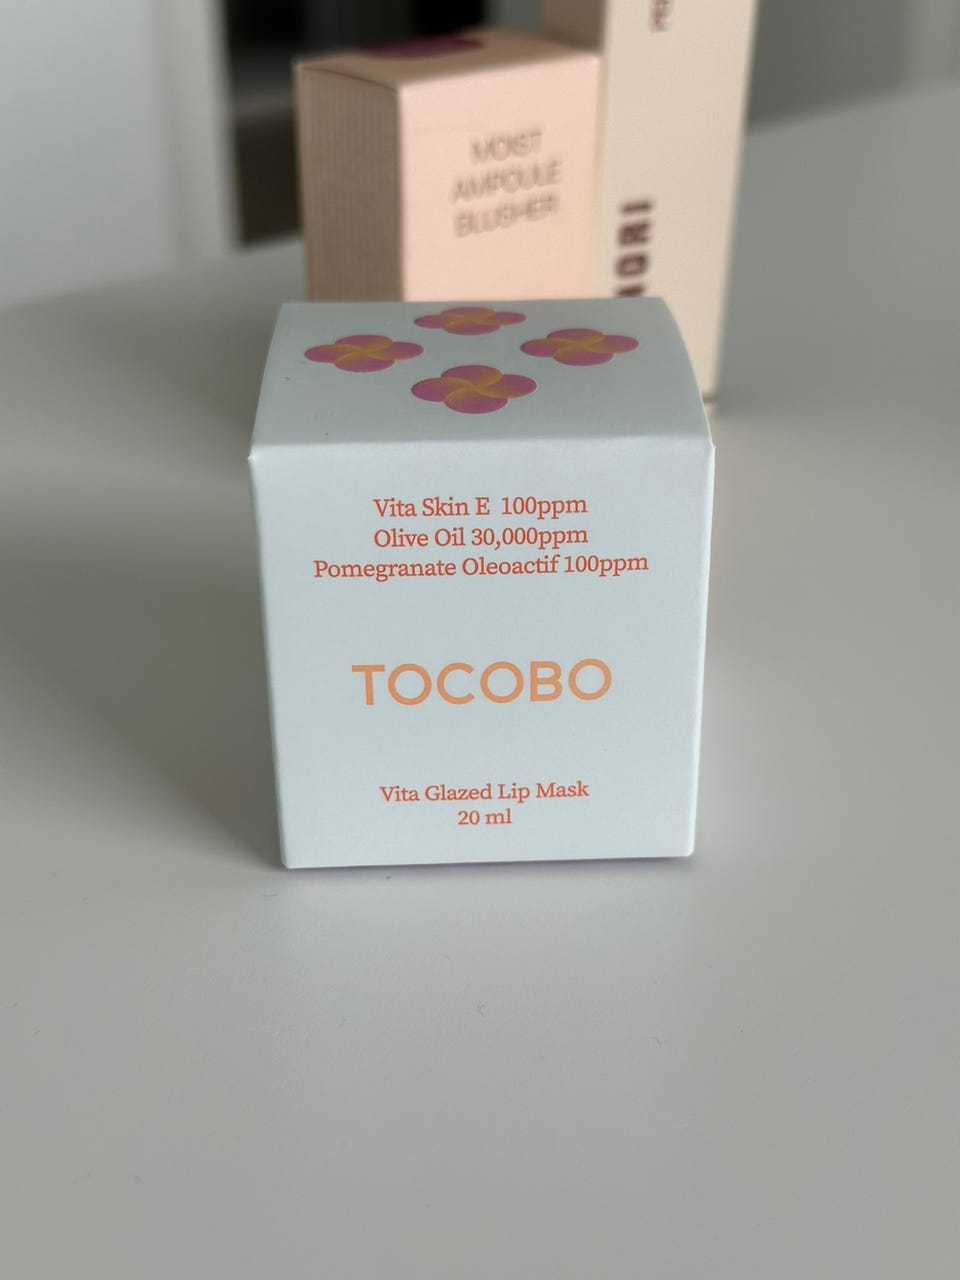 MOIST
AMPOULE
BLUSHER
Vita Skin E 100ppm
Olive Oil 30,000ppm
Pomegranate Oleoactif 100ppm
TOCOBO
Vita Glazed Lip Mask
20 ml